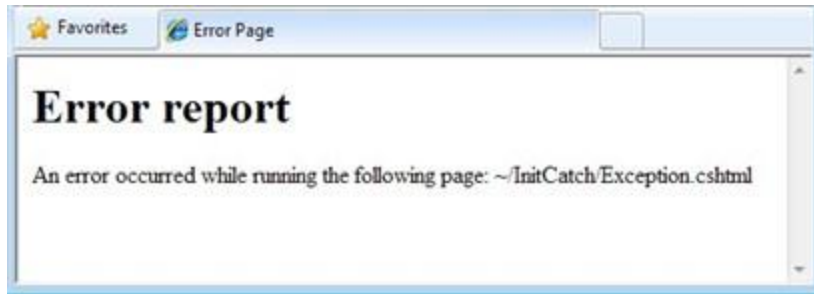 Favorites
Error Page
Error report
An error occurred while running the following page: ~/InitCatch/Exception.cshtml